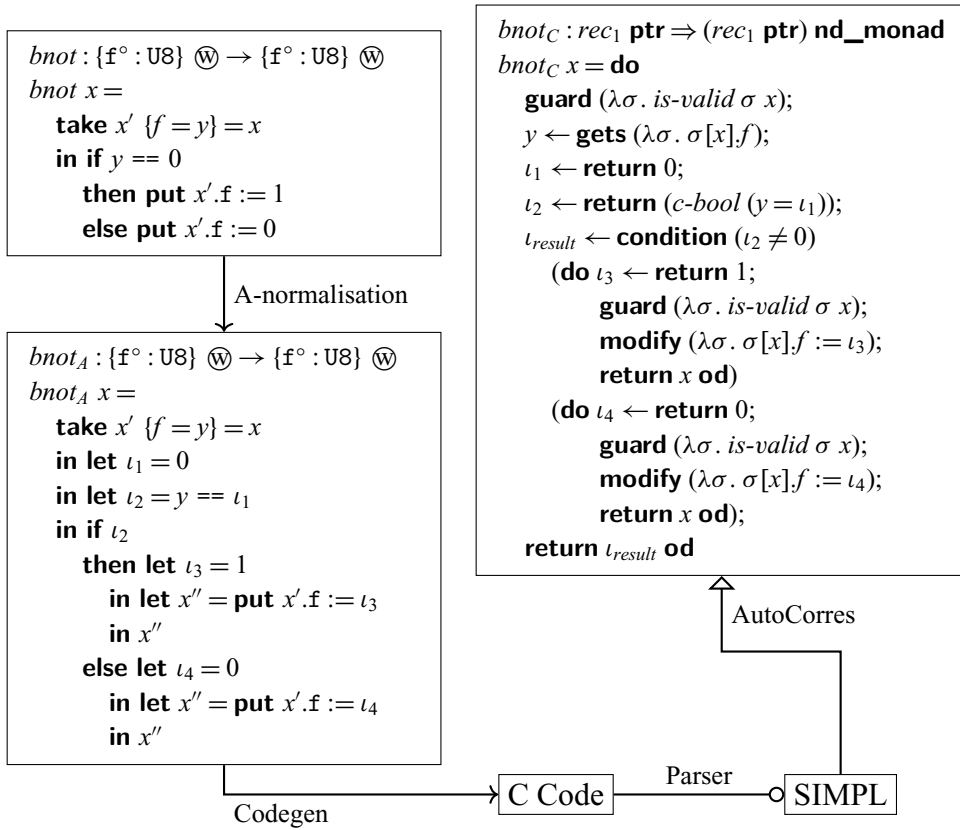 bnot : {f° : U8} ⓦ → {f° : U8} ⓦ
bnot x =
take x′ {f = y} = x
in if y == 0
then put x′.f := 1
else put x′.f := 0
A-normalisation
bnot_A : {f° : U8} ⓦ → {f° : U8} ⓦ
bnot_A x =
take x′ {f = y} = x
in let ι₁ = 0
in let ι₂ = y == ι₁
in if ι₂
then let ι₃ = 1
in let x″ = put x′.f := ι₃
in x″
else let ι₄ = 0
in let x″ = put x′.f := ι₄
in x″
Codegen
C Code
Parser
SIMPL
AutoCorres
bnot_C : rec₁ ptr ⇒ (rec₁ ptr) nd_monad
bnot_C x = do
guard (λσ. is-valid σ x);
y ← gets (λσ. σ[x].f);
ι₁ ← return 0;
ι₂ ← return (c-bool (y = ι₁));
ι_result ← condition (ι₂ ≠ 0)
(do ι₃ ← return 1;
guard (λσ. is-valid σ x);
modify (λσ. σ[x].f := ι₃);
return x od)
(do ι₄ ← return 0;
guard (λσ. is-valid σ x);
modify (λσ. σ[x].f := ι₄);
return x od);
return ι_result od